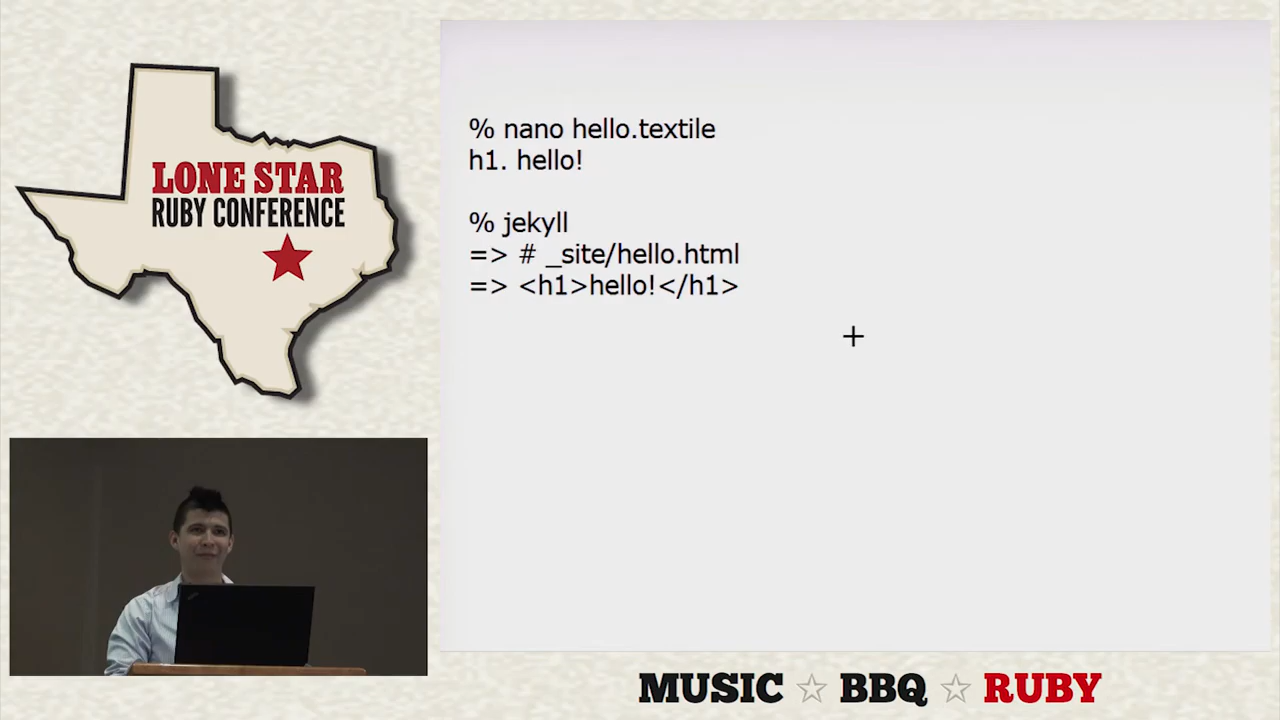 LONE STAR
RUBY CONFERENCE
% nano hello.textile
h1. hello!
% jekyll
=> # _site/hello.html
=> <h1>hello!</h1>
MUSIC ☆ BBQ ☆ RUBY